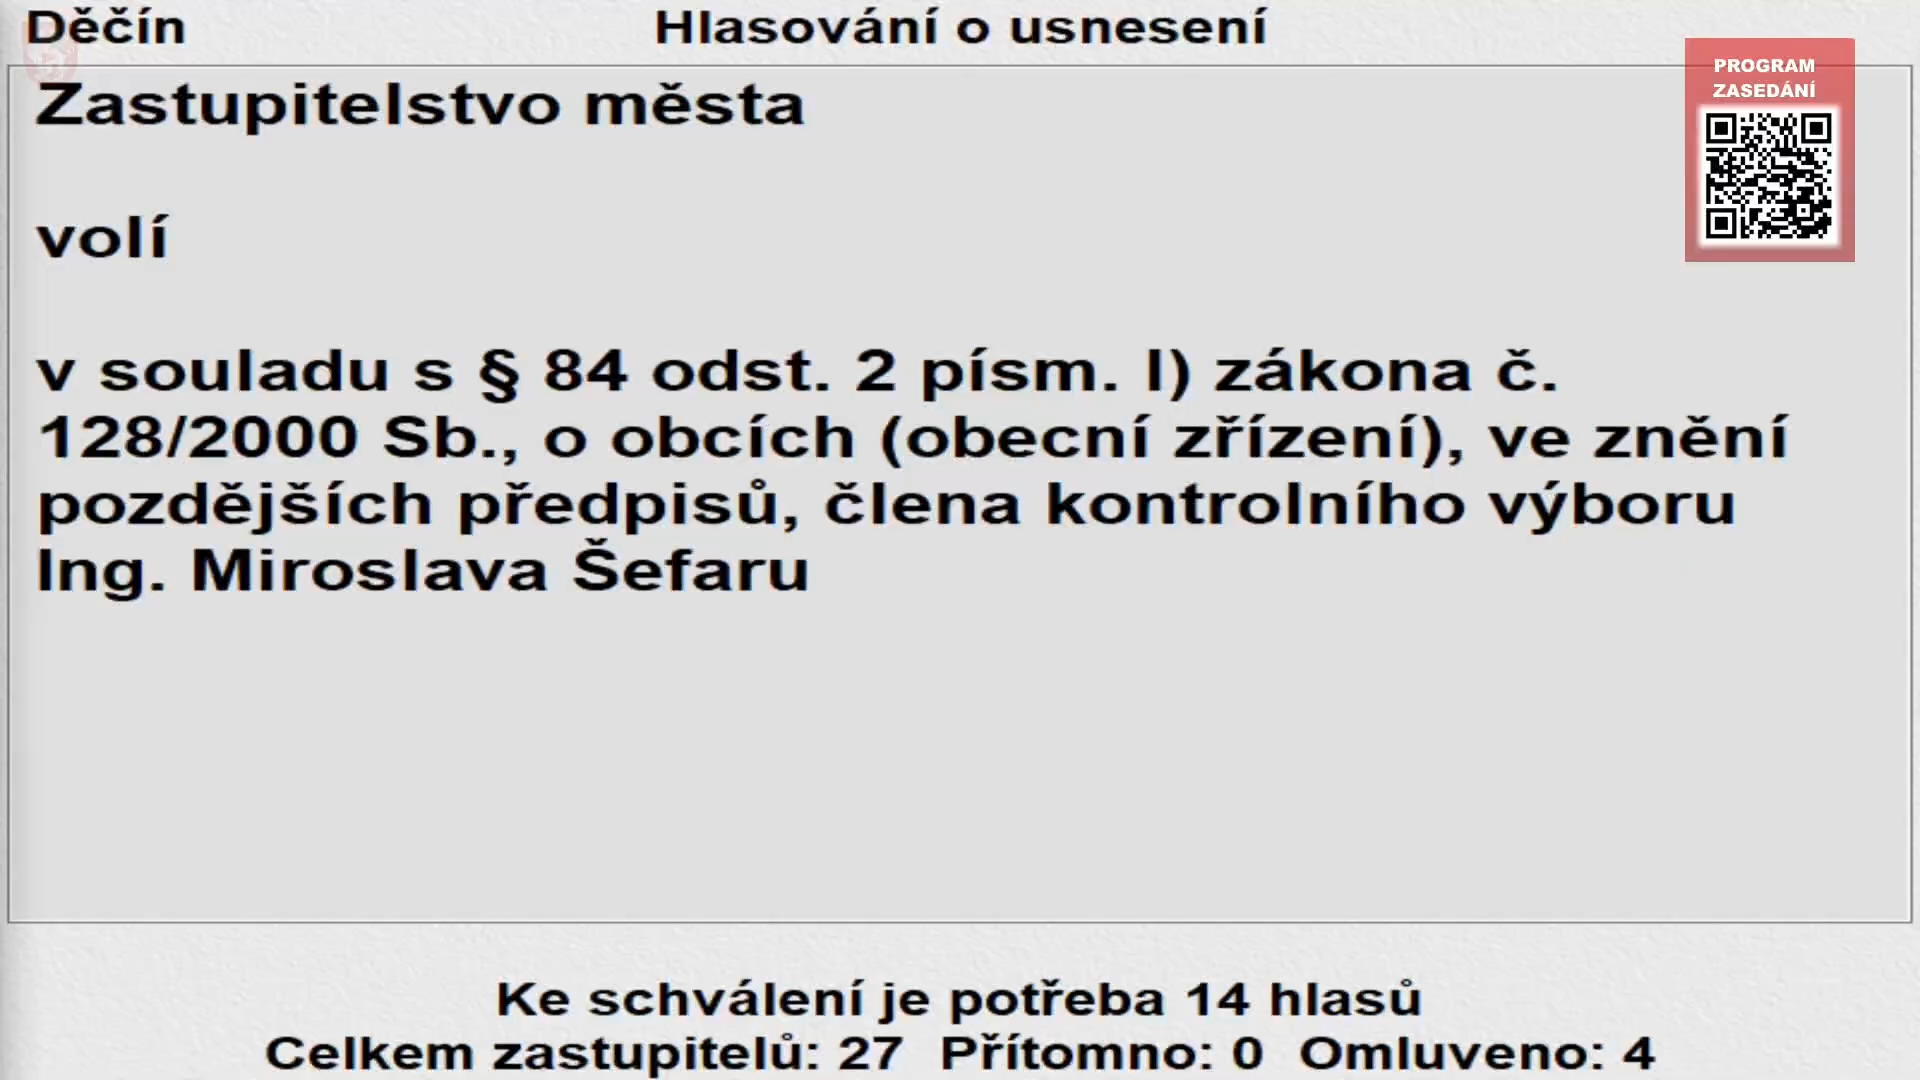 Děčín
Hlasování o usnesení
PROGRAM
ZASEDÁNÍ
Zastupitelstvo města
volí
v souladu s § 84 odst. 2 písm. l) zákona č.
128/2000 Sb., o obcích (obecní zřízení), ve znění
pozdějších předpisů, člena kontrolního výboru
Ing. Miroslava Šefaru
Ke schválení je potřeba 14 hlasů
Celkem zastupitelů: 27 Přítomno: 0 Omluveno: 4